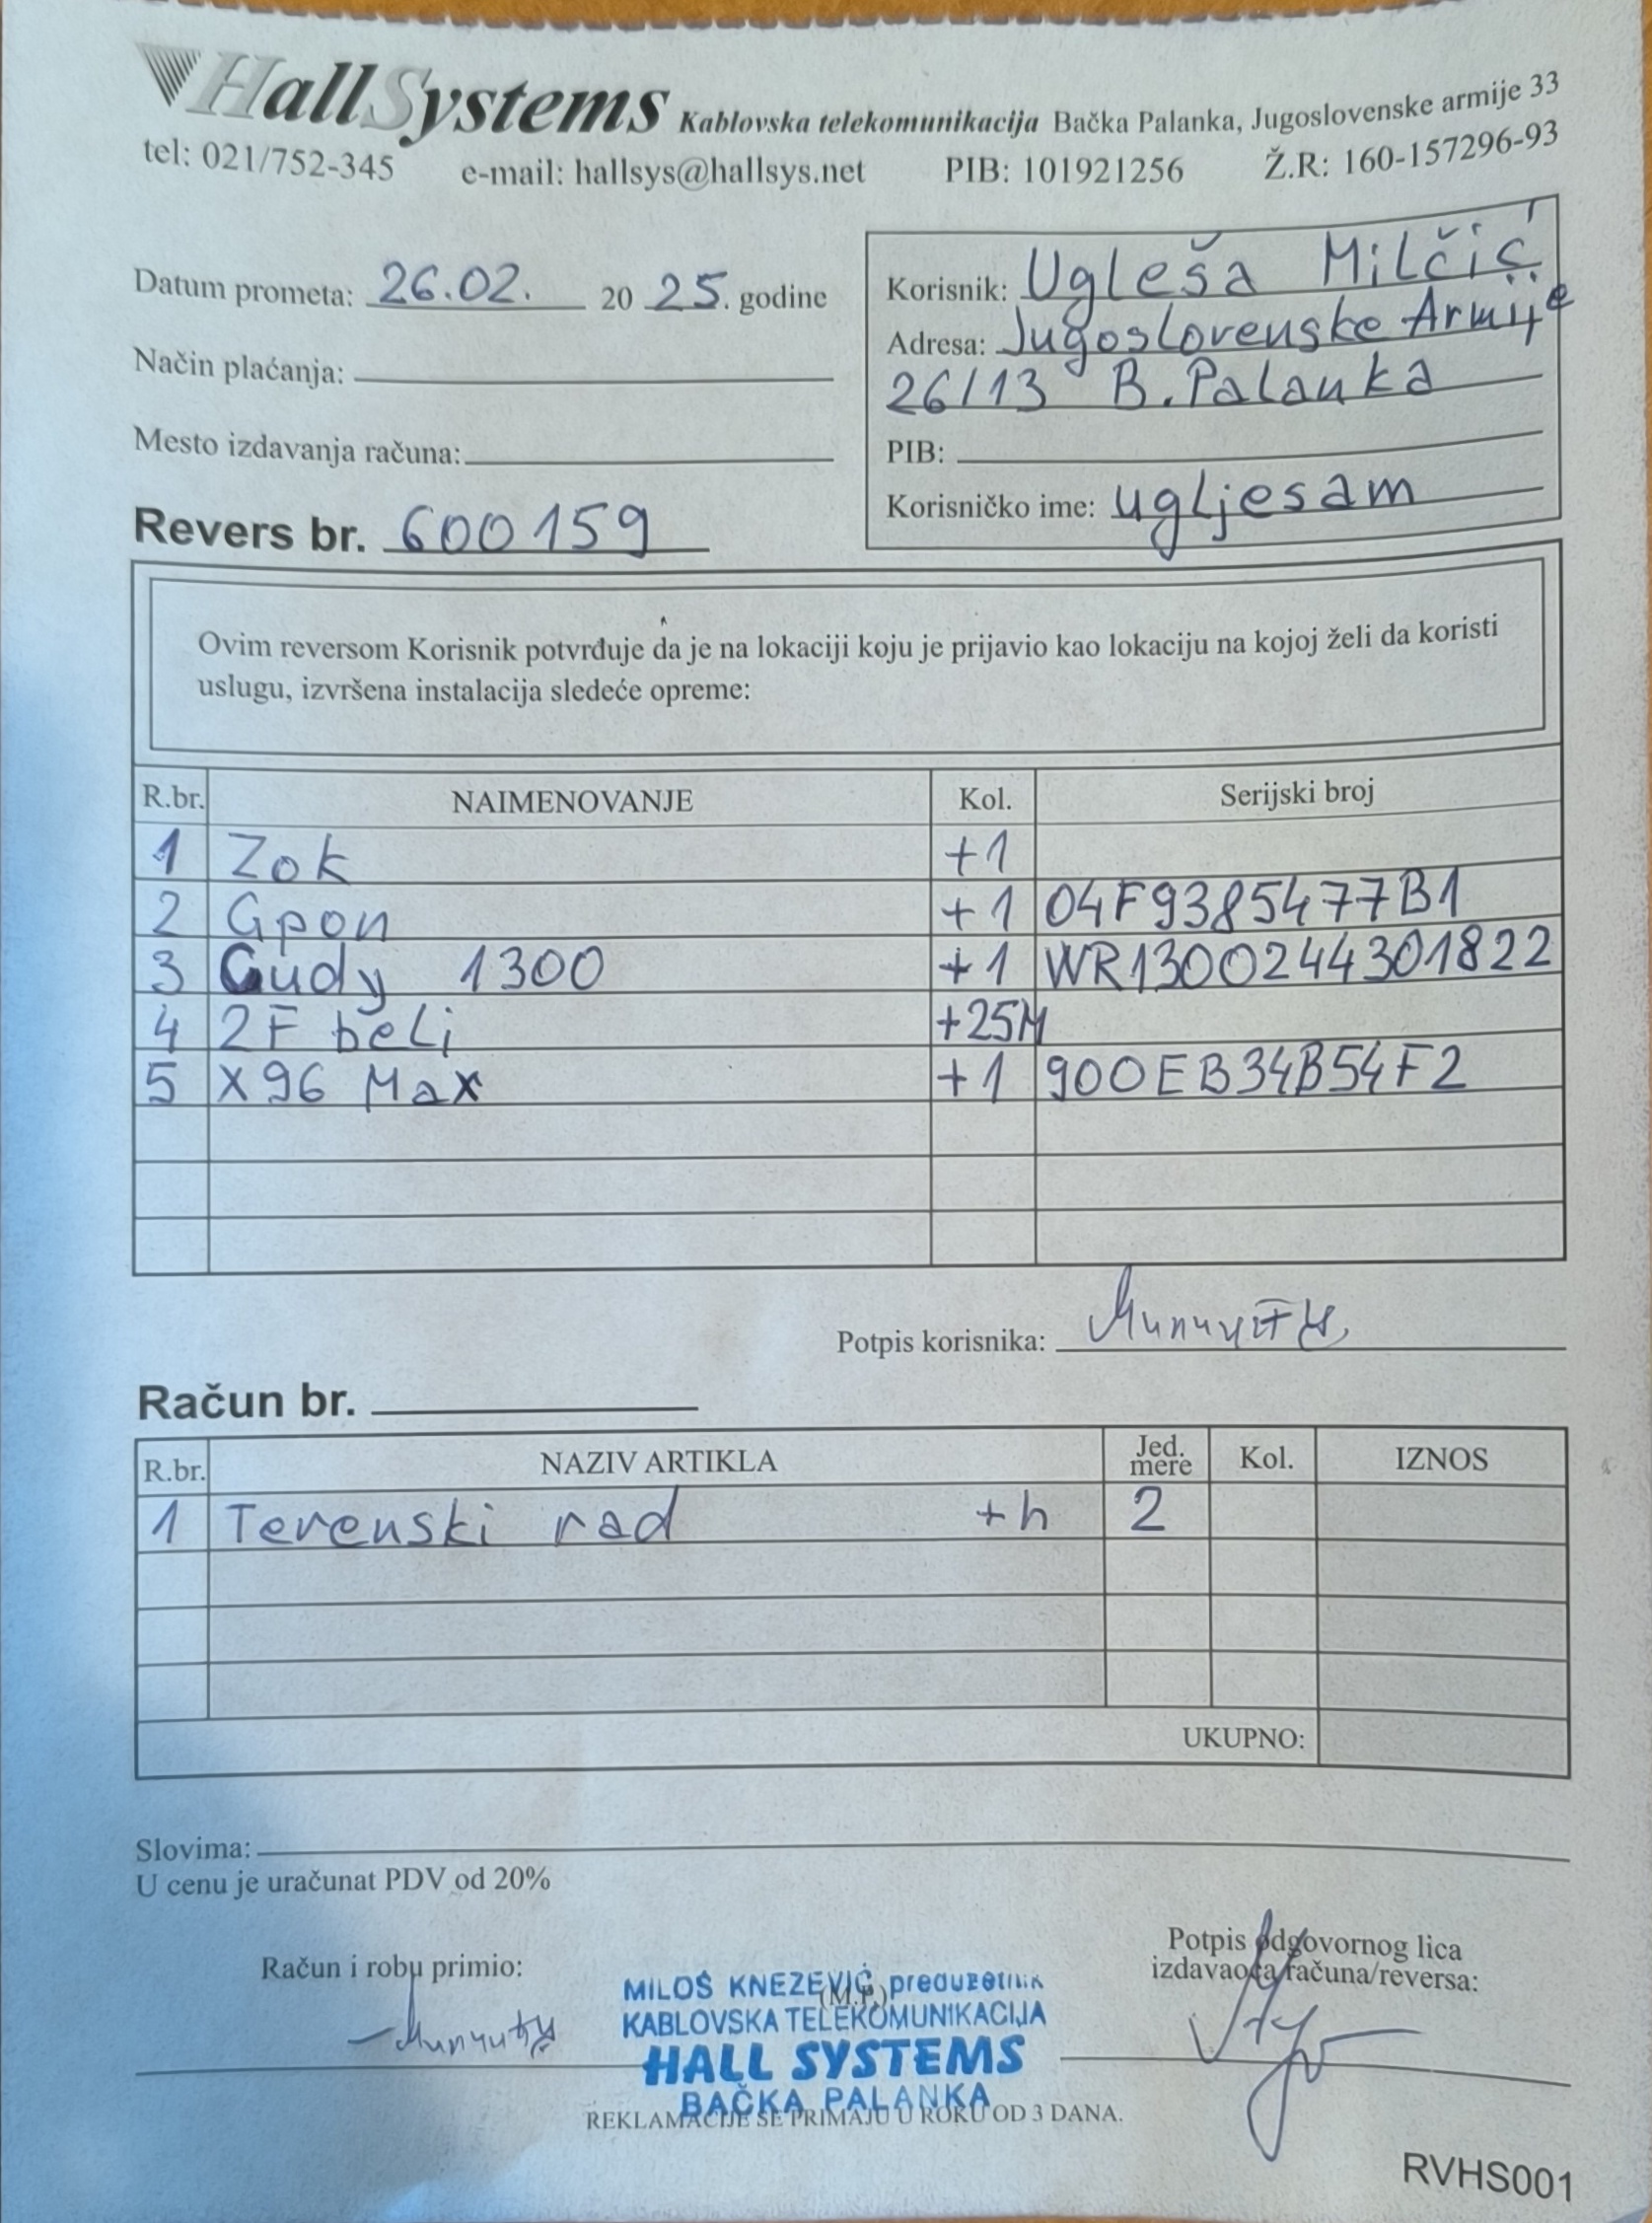 HallSystems Kablovska telekomunikacija Bačka Palanka, Jugoslovenske armije 33
tel: 021/752-345 e-mail: hallsys@hallsys.net PIB: 101921256 Ž.R: 160-157296-93
Datum prometa: 26.02. 20 25. godine
Način plaćanja:
Mesto izdavanja računa:
Revers br. 600159
Korisnik: Ugleša Milčić
Adresa: Jugoslovenske Armije
26/13 B.Palanka
PIB:
Korisničko ime: ugljesam
Ovim reversom Korisnik potvrđuje da je na lokaciji koju je prijavio kao lokaciju na kojoj želi da koristi
uslugu, izvršena instalacija sledeće opreme:
R.br. NAIMENOVANJE Kol. Serijski broj
1 Zok +1
2 Gpon +1 04F9385477B1
3 Cudy 1300 +1 WR1300244301822
4 2F beli +25M
5 X96 Max +1 900EB34B54F2
Potpis korisnika:
Račun br.
R.br. NAZIV ARTIKLA Jed. mere Kol. IZNOS
1 Terenski rad +h 2
UKUPNO:
Slovima:
U cenu je uračunat PDV od 20%
Račun i robu primio:
(M.P.)
MILOŠ KNEŽEVIĆ preduzetnik
KABLOVSKA TELEKOMUNIKACIJA
HALL SYSTEMS
BAČKA PALANKA
Potpis odgovornog lica
izdavaoca računa/reversa:
REKLAMACIJE SE PRIMAJU U ROKU OD 3 DANA.
RVHS001